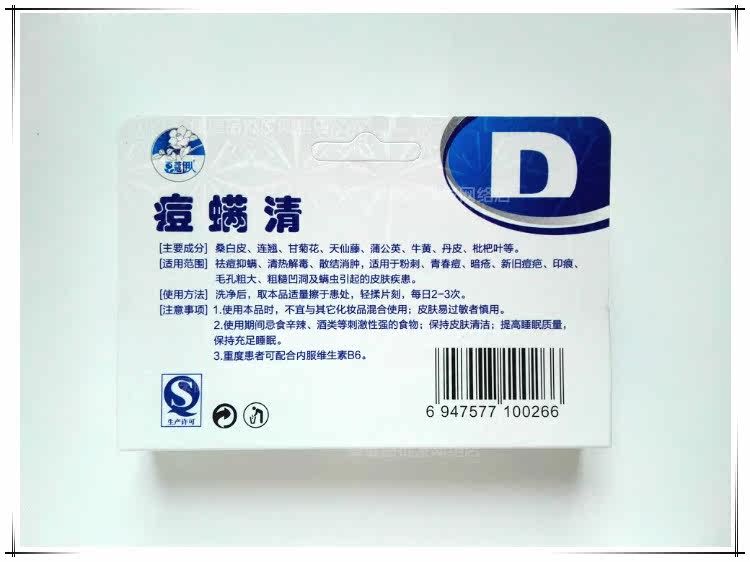 D
痘螨清
[主要成分] 桑白皮、连翘、甘菊花、天仙藤、蒲公英、牛黄、丹皮、枇杷叶等。
[适用范围] 祛痘抑螨、清热解毒、散结消肿，适用于粉刺、青春痘、暗疮、新旧痘疤、印痕、
毛孔粗大、粗糙凹洞及螨虫引起的皮肤疾患。
[使用方法] 洗净后，取本品适量擦于患处，轻揉片刻，每日2-3次。
[注意事项] 1.使用本品时，不宜与其它化妆品混合使用；皮肤易过敏者慎用。
2.使用期间忌食辛辣、酒类等刺激性强的食物；保持皮肤清洁；提高睡眠质量，
保持充足睡眠。
3.重度患者可配合内服维生素B6。
生产许可
6 947577 100266